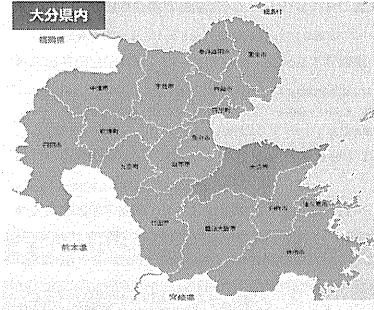 大分県内
姫島村
福岡県
豊後高田市
国東市
中津市
宇佐市
杵築市
日出町
日田市
玖珠町
別府市
九重町
由布市
大分市
竹田市
豊後大野市
臼杵市
津久見市
佐伯市
熊本県
宮崎県